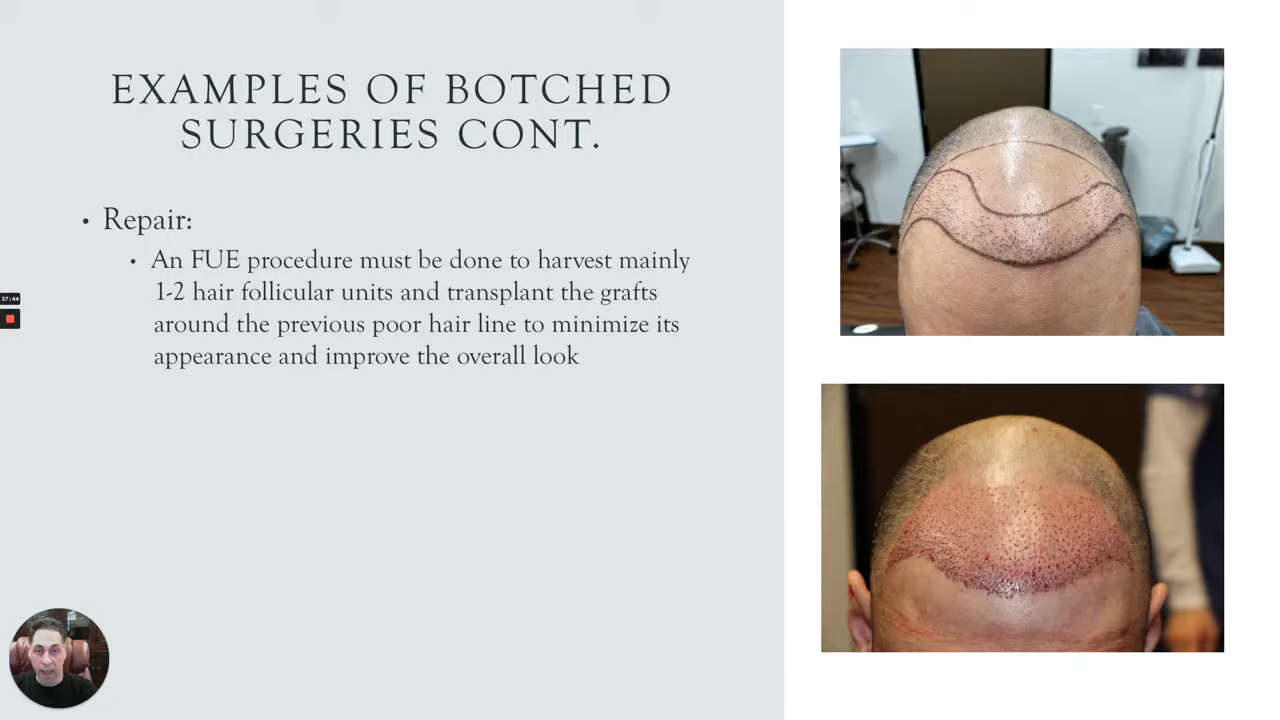 EXAMPLES OF BOTCHED
SURGERIES CONT.
• Repair:
• An FUE procedure must be done to harvest mainly
1-2 hair follicular units and transplant the grafts
around the previous poor hair line to minimize its
appearance and improve the overall look
37:44